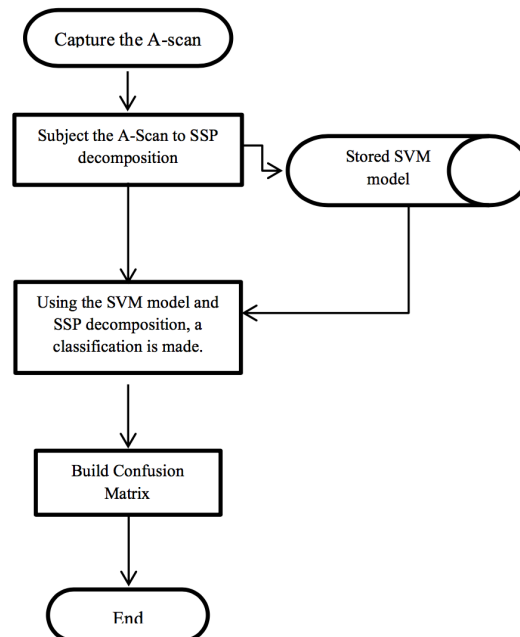 Capture the A-scan
Subject the A-Scan to SSP
decomposition
Stored SVM
model
Using the SVM model and
SSP decomposition, a
classification is made.
Build Confusion
Matrix
End